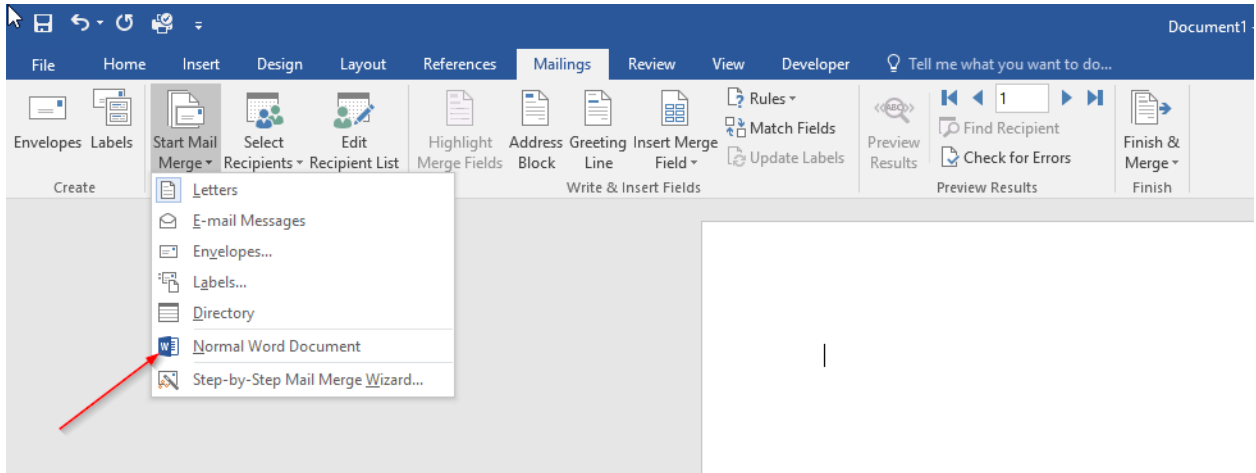 Document1 -
File Home Insert Design Layout References Mailings Review View Developer Tell me what you want to do...
Envelopes Labels Start Mail Merge Select Recipients Edit Recipient List Highlight Merge Fields Address Block Greeting Line Insert Merge Field Rules Match Fields Update Labels Preview Results 1 Find Recipient Check for Errors Finish & Merge
Create Write & Insert Fields Preview Results Finish
Letters
E-mail Messages
Envelopes...
Labels...
Directory
Normal Word Document
Step-by-Step Mail Merge Wizard...